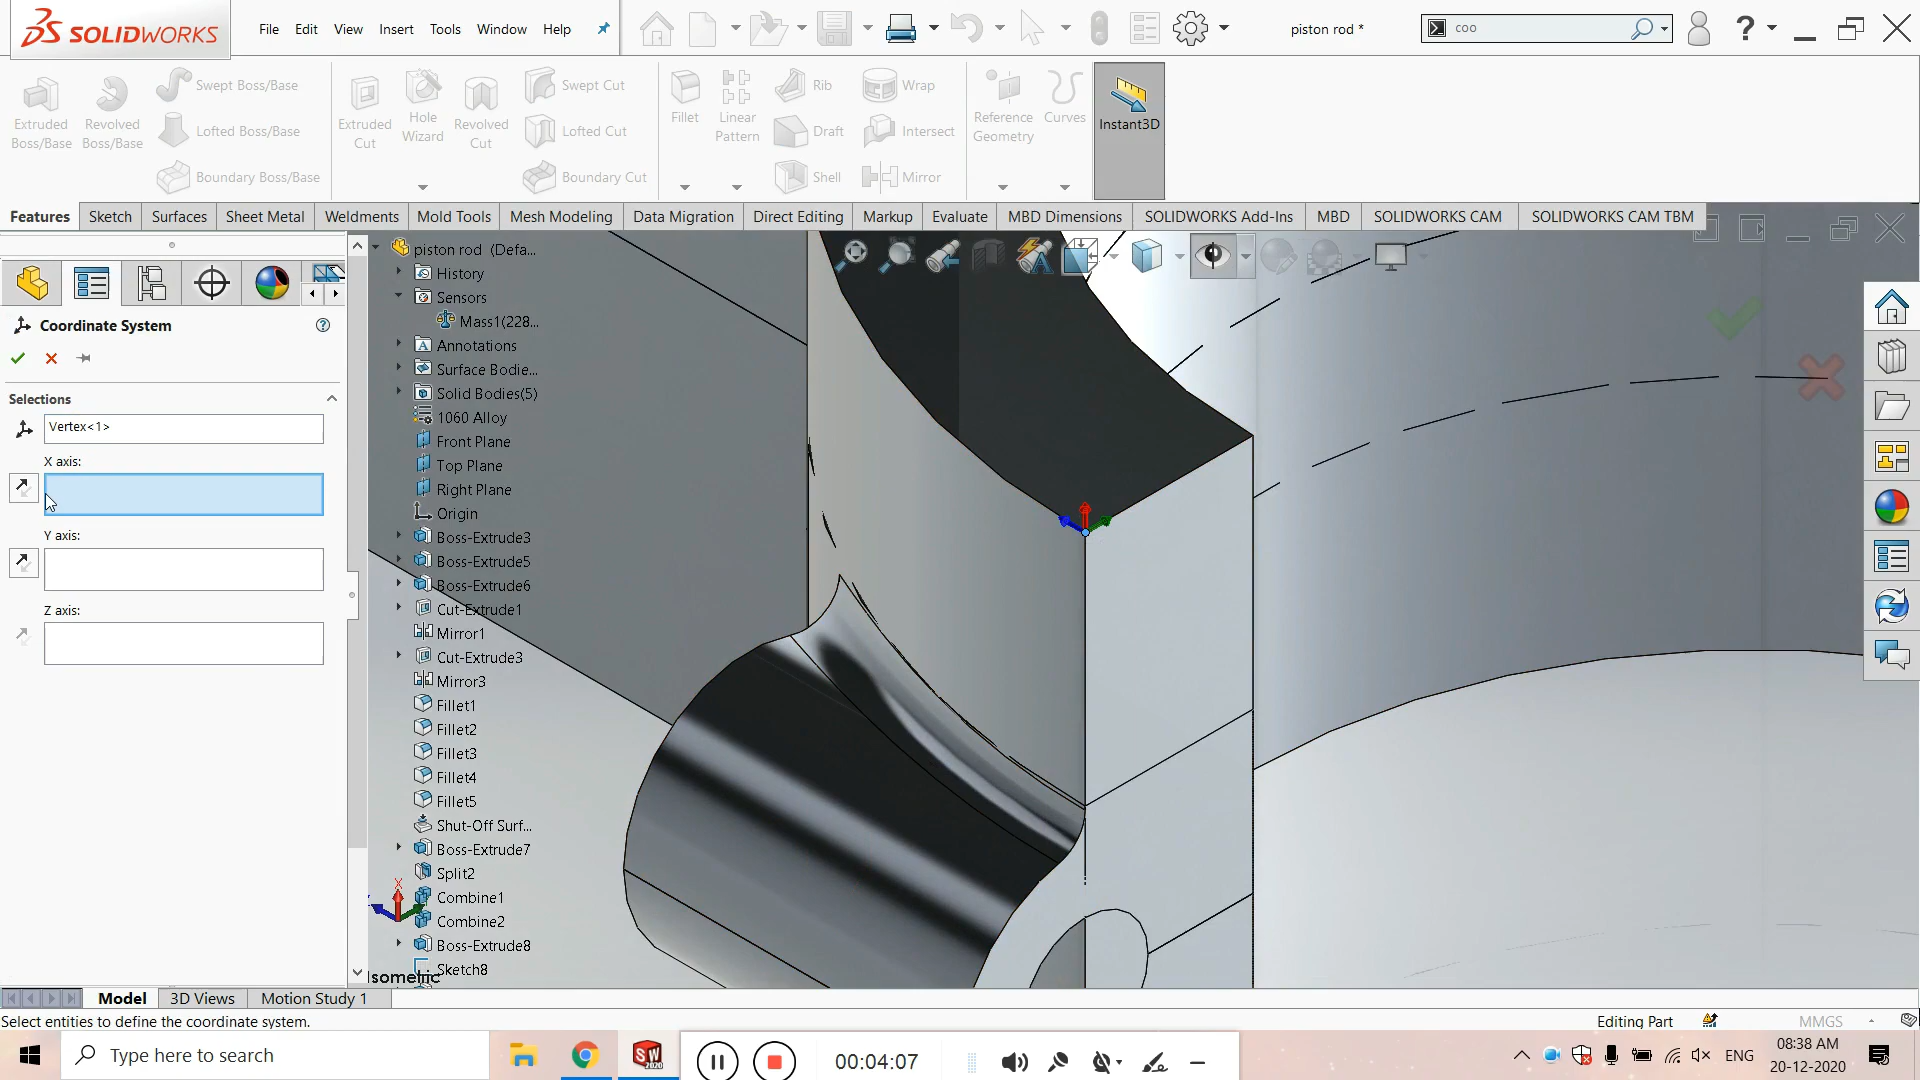 SOLIDWORKS
File Edit View Insert Tools Window Help
piston rod *
coo
Extruded Boss/Base
Revolved Boss/Base
Swept Boss/Base
Lofted Boss/Base
Boundary Boss/Base
Extruded Cut
Hole Wizard
Revolved Cut
Swept Cut
Lofted Cut
Boundary Cut
Fillet
Linear Pattern
Rib
Draft
Shell
Wrap
Intersect
Mirror
Reference Geometry
Curves
Instant3D
Features Sketch Surfaces Sheet Metal Weldments Mold Tools Mesh Modeling Data Migration Direct Editing Markup Evaluate MBD Dimensions SOLIDWORKS Add-Ins MBD SOLIDWORKS CAM SOLIDWORKS CAM TBM
Coordinate System
Selections
Vertex<1>
X axis:
Y axis:
Z axis:
piston rod (Defa...
History
Sensors
Mass1(228...
Annotations
Surface Bodie...
Solid Bodies(5)
1060 Alloy
Front Plane
Top Plane
Right Plane
Origin
Boss-Extrude3
Boss-Extrude5
Boss-Extrude6
Cut-Extrude1
Mirror1
Cut-Extrude3
Mirror3
Fillet1
Fillet2
Fillet3
Fillet4
Fillet5
Shut-Off Surf...
Boss-Extrude7
Split2
Combine1
Combine2
Boss-Extrude8
Sketch8
X
Isometric
Model 3D Views Motion Study 1
Select entities to define the coordinate system.
Editing Part
MMGS
Type here to search
SW
2020
00:04:07
ENG
08:38 AM
20-12-2020